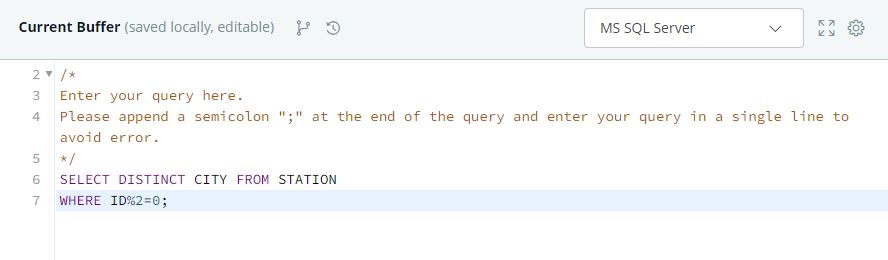 Current Buffer (saved locally, editable)
MS SQL Server
2 /*
3 Enter your query here.
4 Please append a semicolon ";" at the end of the query and enter your query in a single line to
avoid error.
5 */
6 SELECT DISTINCT CITY FROM STATION
7 WHERE ID%2=0;